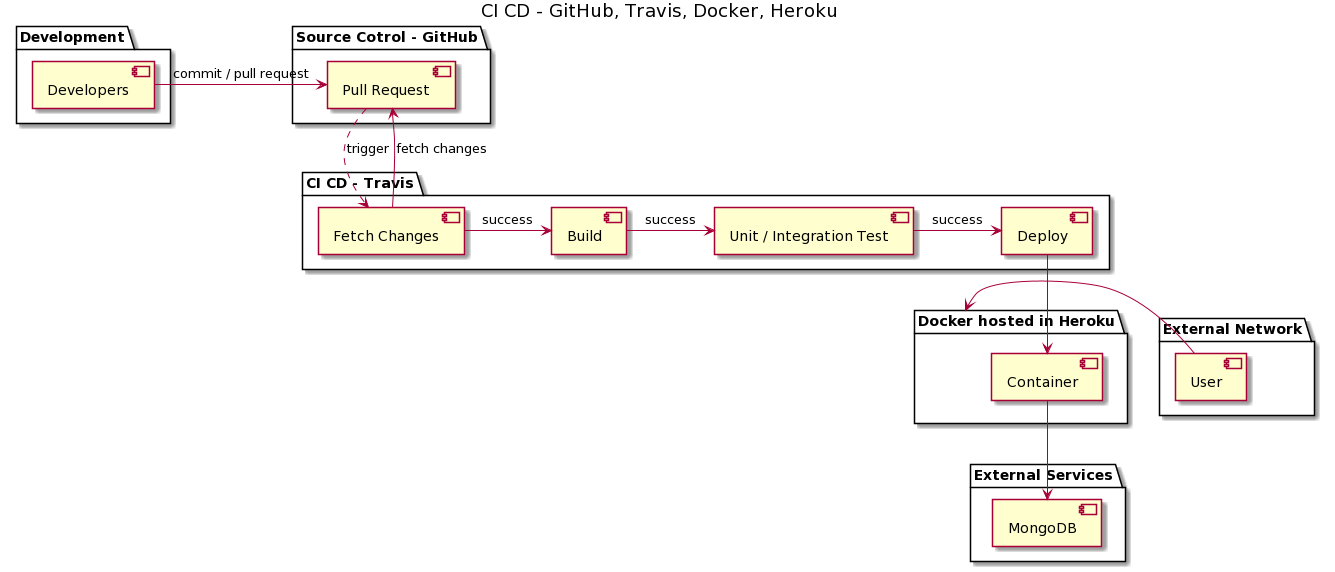 CI CD - GitHub, Travis, Docker, Heroku
Development
Source Cotrol - GitHub
Developers
commit / pull request
Pull Request
trigger
fetch changes
CI CD - Travis
Fetch Changes
success
Build
success
Unit / Integration Test
success
Deploy
Docker hosted in Heroku
External Network
Container
User
External Services
MongoDB